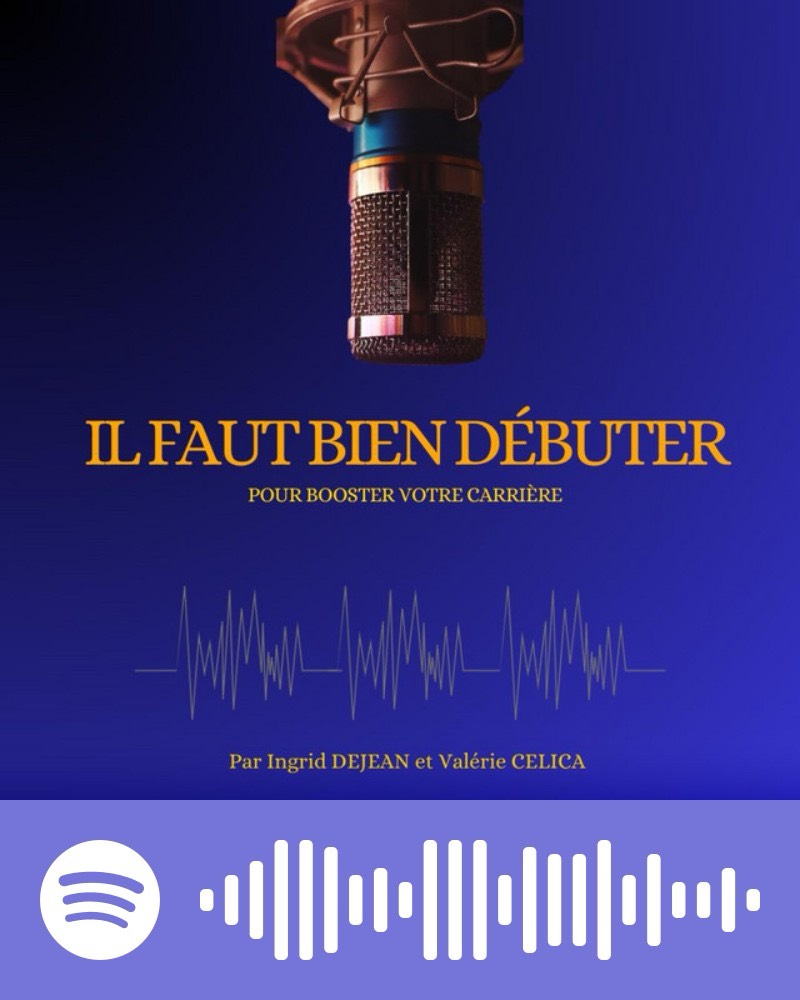 IL FAUT BIEN DÉBUTER
POUR BOOSTER VOTRE CARRIÈRE
Par Ingrid DEJEAN et Valérie CELICA